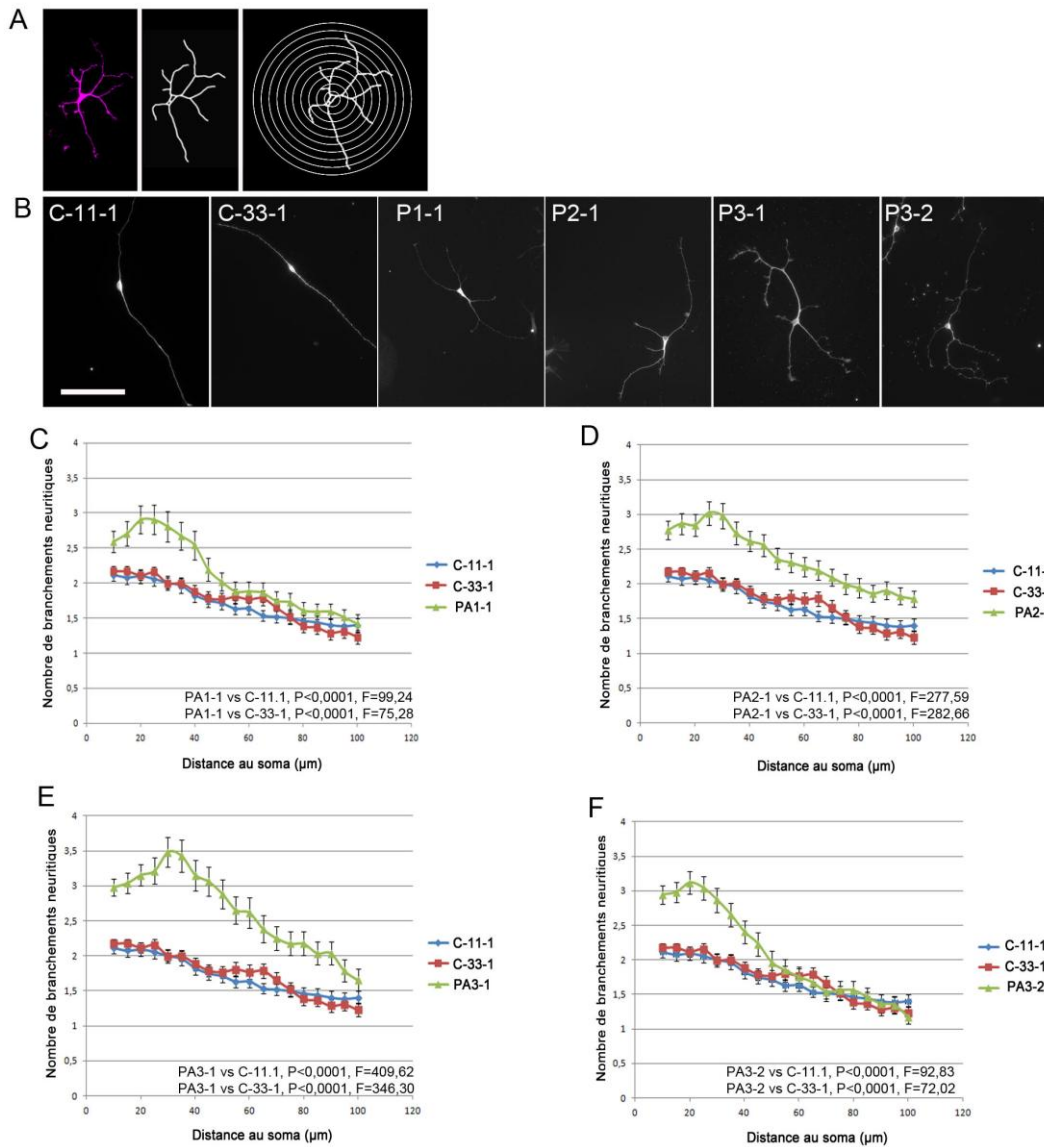 A
B
C-11-1
C-33-1
P1-1
P2-1
P3-1
P3-2
C
Nombre de branchements neuritiques
4
3,5
3
2,5
2
1,5
1
0,5
0
0 20 40 60 80 100 120
Distance au soma (µm)
C-11-1
C-33-1
PA1-1
PA1-1 vs C-11.1, P<0,0001, F=99,24
PA1-1 vs C-33-1, P<0,0001, F=75,28
D
Nombre de branchements neuritiques
4
3,5
3
2,5
2
1,5
1
0,5
0
0 20 40 60 80 100 120
Distance au soma (µm)
C-11-
C-33-
PA2-
PA2-1 vs C-11.1, P<0,0001, F=277,59
PA2-1 vs C-33-1, P<0,0001, F=282,66
E
Nombre de branchements neuritiques
4
3,5
3
2,5
2
1,5
1
0,5
0
0 20 40 60 80 100 120
Distance au soma (µm)
C-11-1
C-33-1
PA3-1
PA3-1 vs C-11.1, P<0,0001, F=409,62
PA3-1 vs C-33-1, P<0,0001, F=346,30
F
Nombre de branchements neuritiques
4
3,5
3
2,5
2
1,5
1
0,5
0
0 20 40 60 80 100 120
Distance au soma (µm)
C-11-1
C-33-1
PA3-2
PA3-2 vs C-11.1, P<0,0001, F=92,83
PA3-2 vs C-33-1, P<0,0001, F=72,02